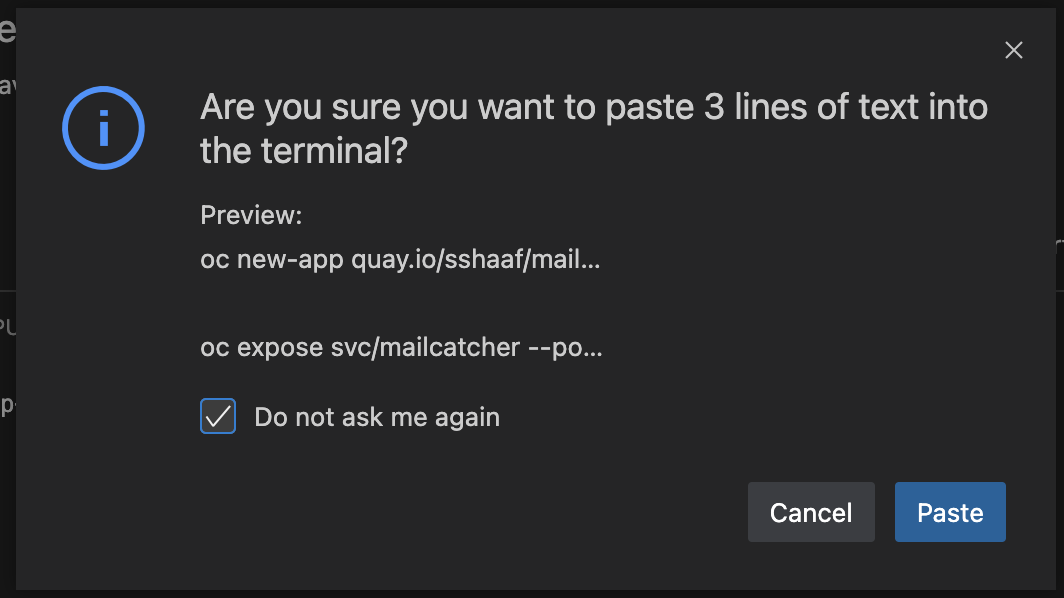 Are you sure you want to paste 3 lines of text into
the terminal?
Preview:
oc new-app quay.io/sshaaf/mail...
oc expose svc/mailcatcher --po...
Do not ask me again
Cancel
Paste